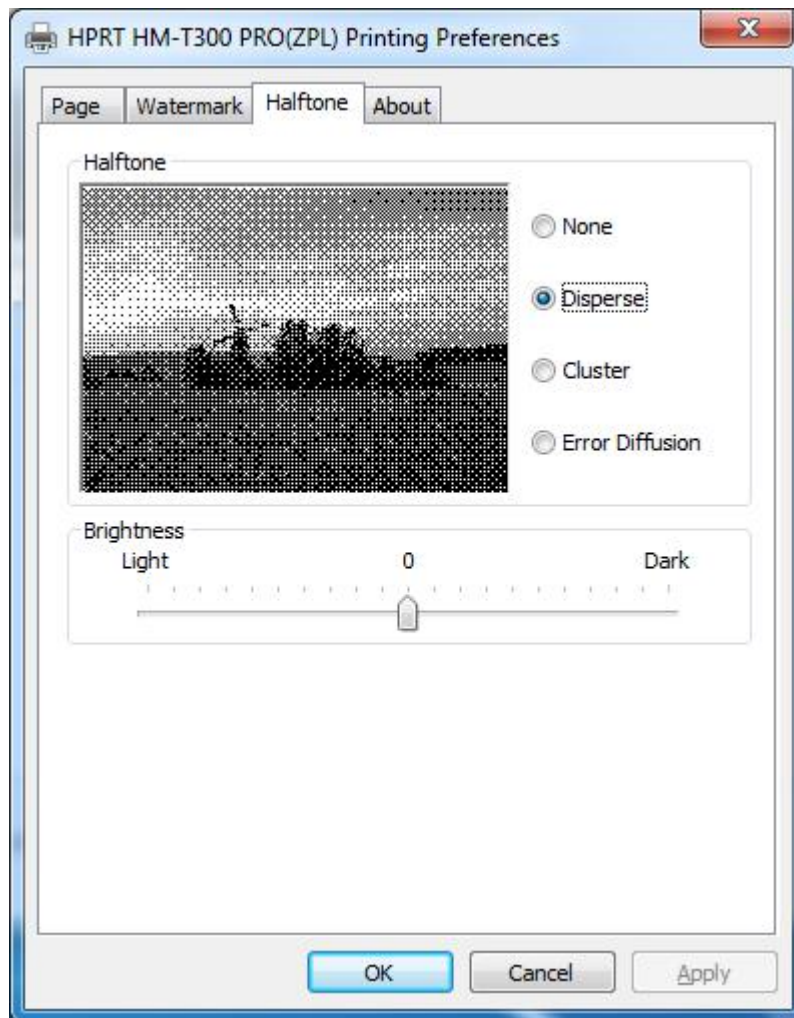 HPRT HM-T300 PRO(ZPL) Printing Preferences
Page Watermark Halftone About
Halftone
None
Disperse
Cluster
Error Diffusion
Brightness
Light 0 Dark
OK Cancel Apply